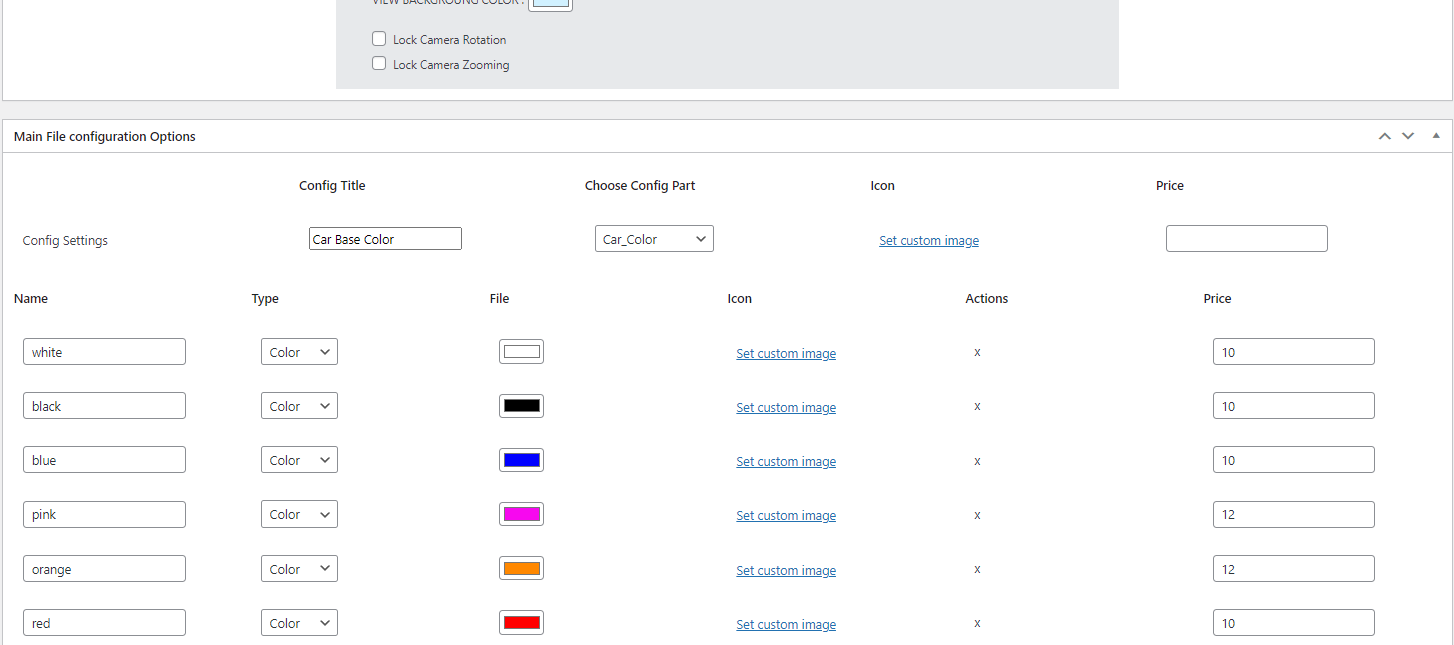 VIEW BACKGROUNG COLOR :
Lock Camera Rotation
Lock Camera Zooming
Main File configuration Options
Config Title Choose Config Part Icon Price
Config Settings Car Base Color Car_Color Set custom image
Name Type File Icon Actions Price
white Color Set custom image x 10
black Color Set custom image x 10
blue Color Set custom image x 10
pink Color Set custom image x 12
orange Color Set custom image x 12
red Color Set custom image x 10